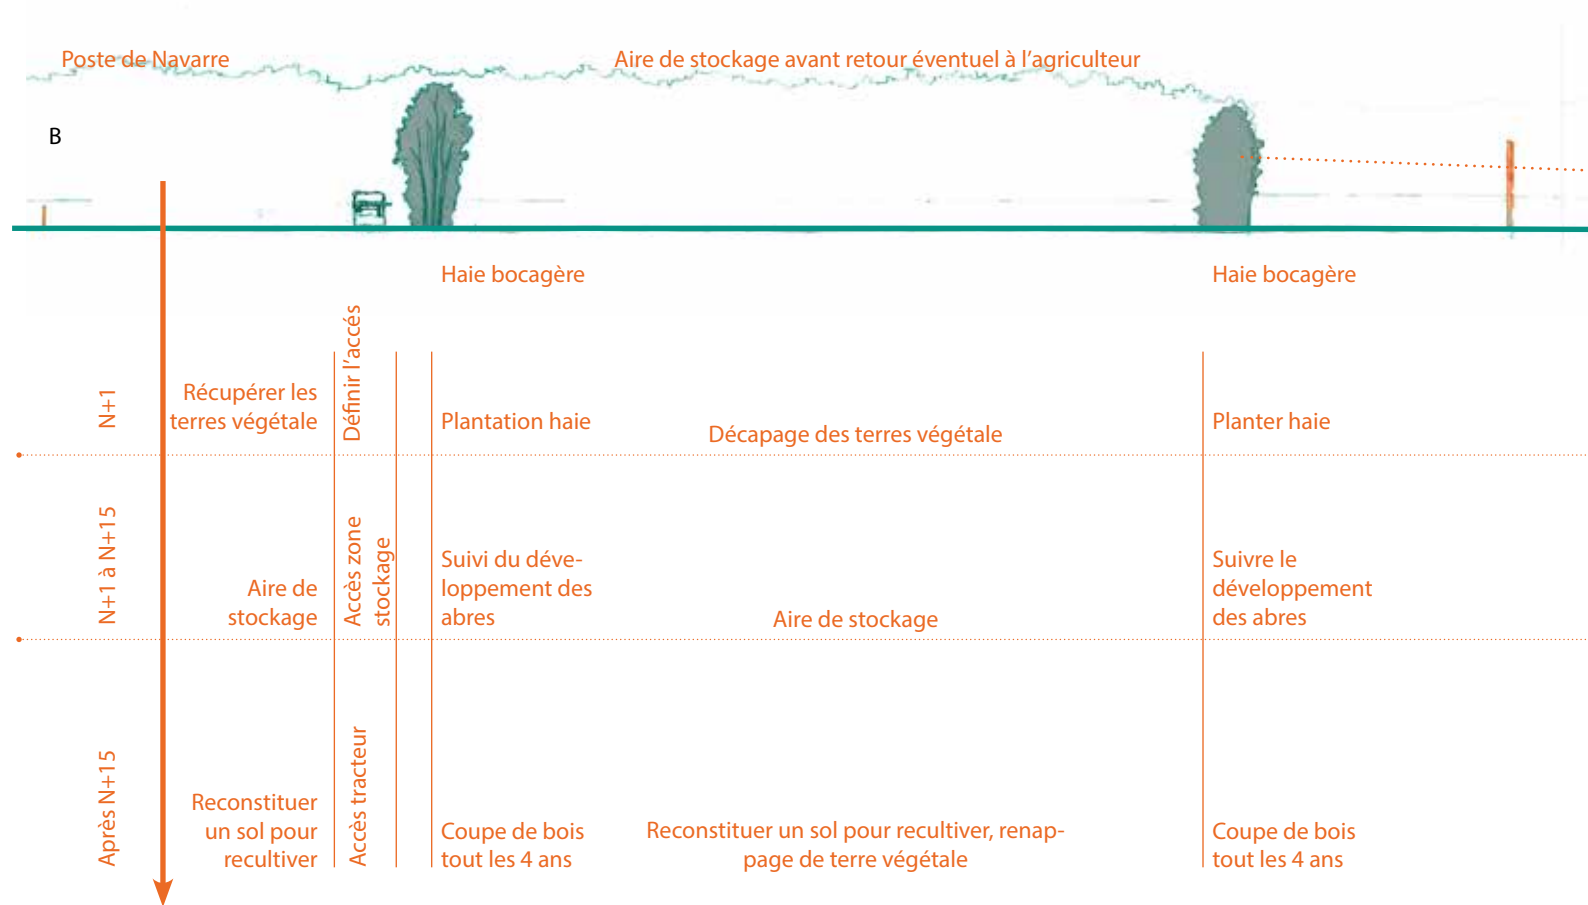 Poste de Navarre
Aire de stockage avant retour éventuel à l'agriculteur
B
Haie bocagère
Haie bocagère
N+1
Récupérer les
terres végétale
Définir l'accés
Plantation haie
Décapage des terres végétale
Planter haie
N+1 à N+15
Aire de
stockage
Accès zone
stockage
Suivi du déve-
loppement des
abres
Aire de stockage
Suivre le
développement
des abres
Après N+15
Reconstituer
un sol pour
recultiver
Accès tracteur
Coupe de bois
tout les 4 ans
Reconstituer un sol pour recultiver, renap-
page de terre végétale
Coupe de bois
tout les 4 ans